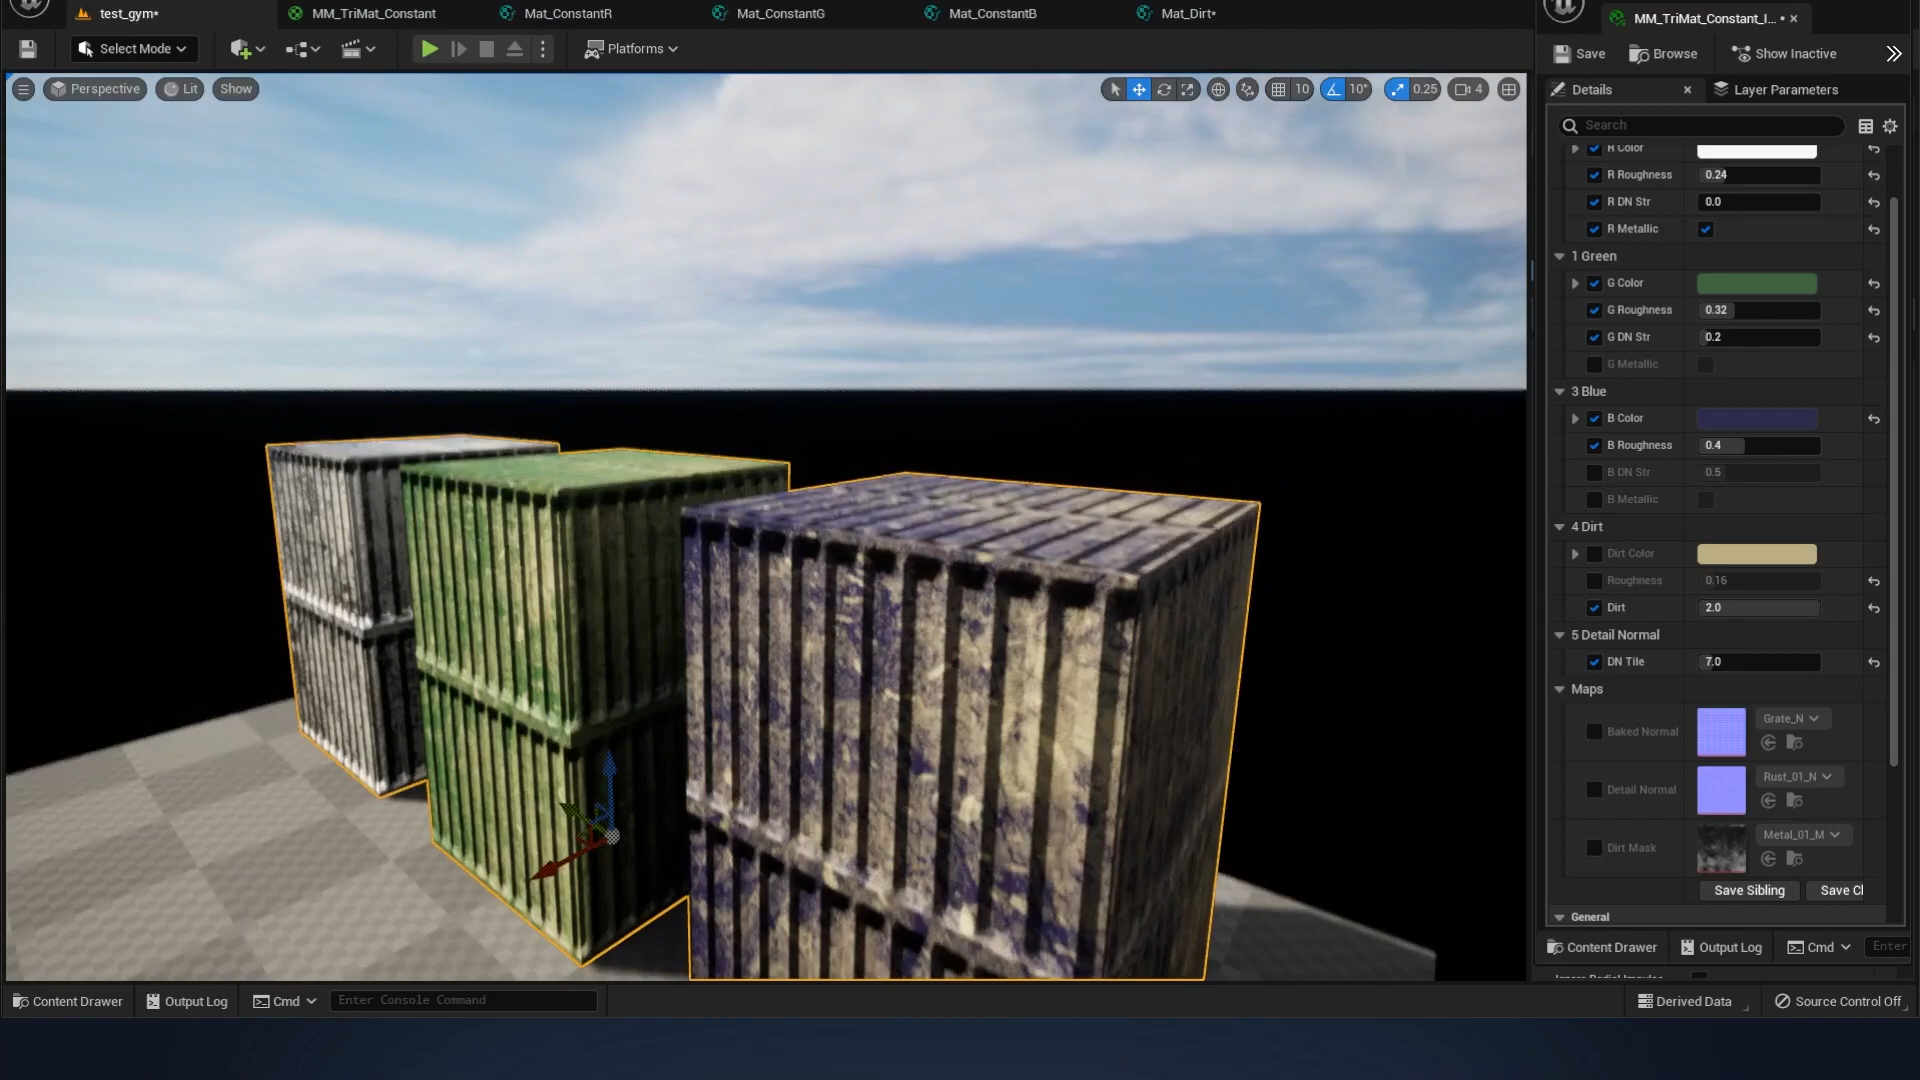 test_gym*
MM_TriMat_Constant
Mat_ConstantR
Mat_ConstantG
Mat_ConstantB
Mat_Dirt*
MM_TriMat_Constant_I... *
Select Mode
Platforms
Save
Browse
Show Inactive
Perspective
Lit
Show
10
10°
0.25
4
Details
Layer Parameters
Search
R Color
R Roughness
0.24
R DN Str
0.0
R Metallic
1 Green
G Color
G Roughness
0.32
G DN Str
0.2
G Metallic
3 Blue
B Color
B Roughness
0.4
B DN Str
0.5
B Metallic
4 Dirt
Dirt Color
Roughness
0.16
Dirt
2.0
5 Detail Normal
DN Tile
7.0
Maps
Baked Normal
Grate_N
Detail Normal
Rust_01_N
Dirt Mask
Metal_01_M
Save Sibling
Save Cl
General
Content Drawer
Output Log
Cmd
Enter
Content Drawer
Output Log
Cmd
Enter Console Command
Derived Data
Source Control Off